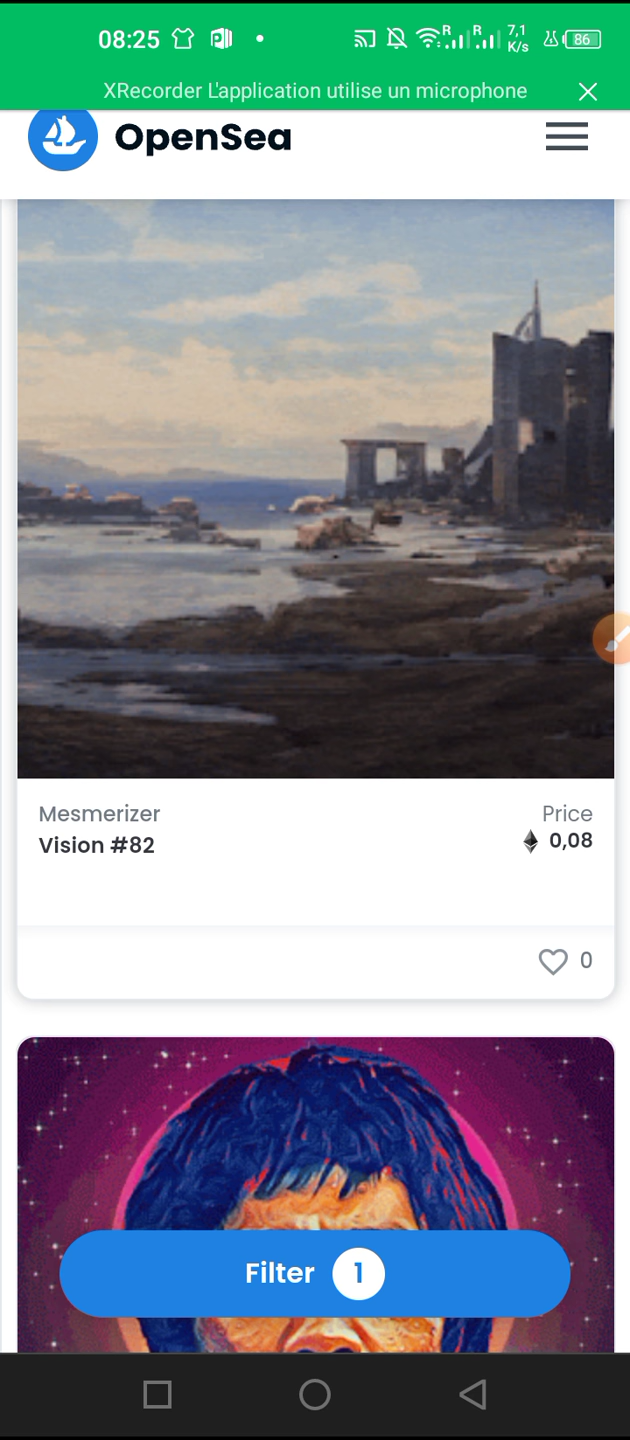 08:25
R
R
7,1
K/s
86
XRecorder L'application utilise un microphone
OpenSea
Mesmerizer
Price
Vision #82
0,08
0
Filter 1